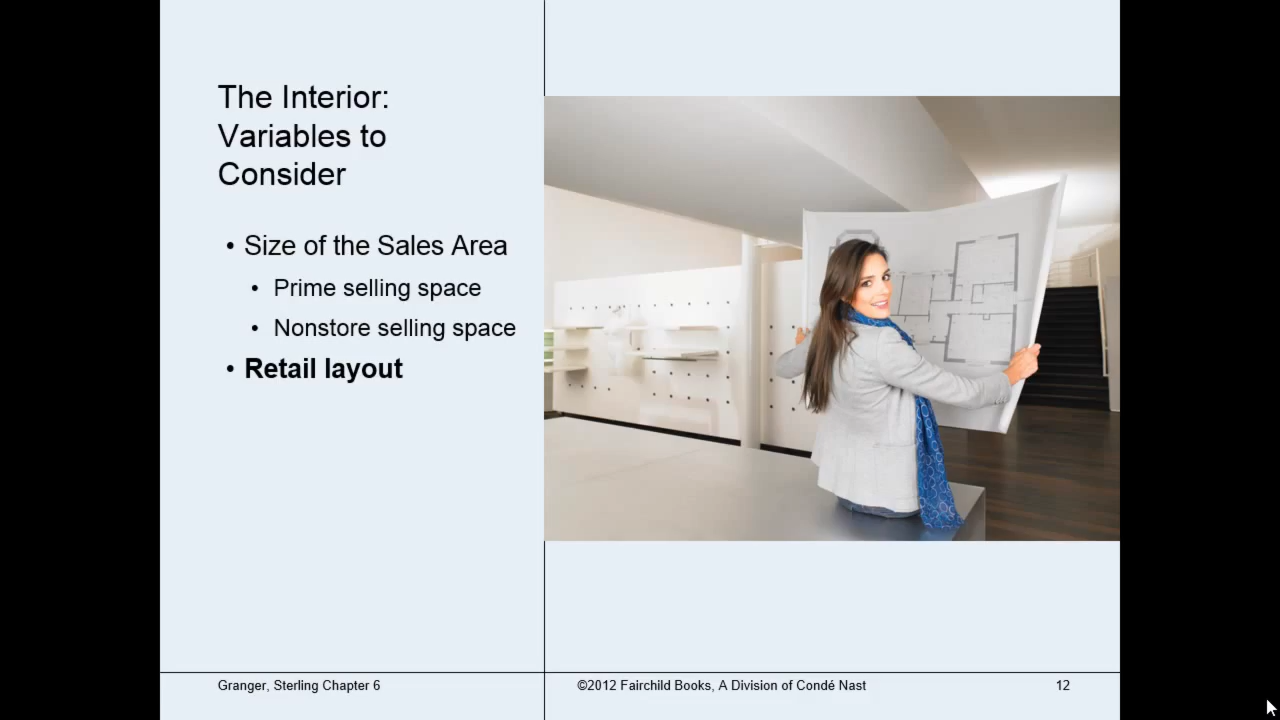 The Interior:
Variables to
Consider
• Size of the Sales Area
• Prime selling space
• Nonstore selling space
• Retail layout
Granger, Sterling Chapter 6
©2012 Fairchild Books, A Division of Condé Nast
12